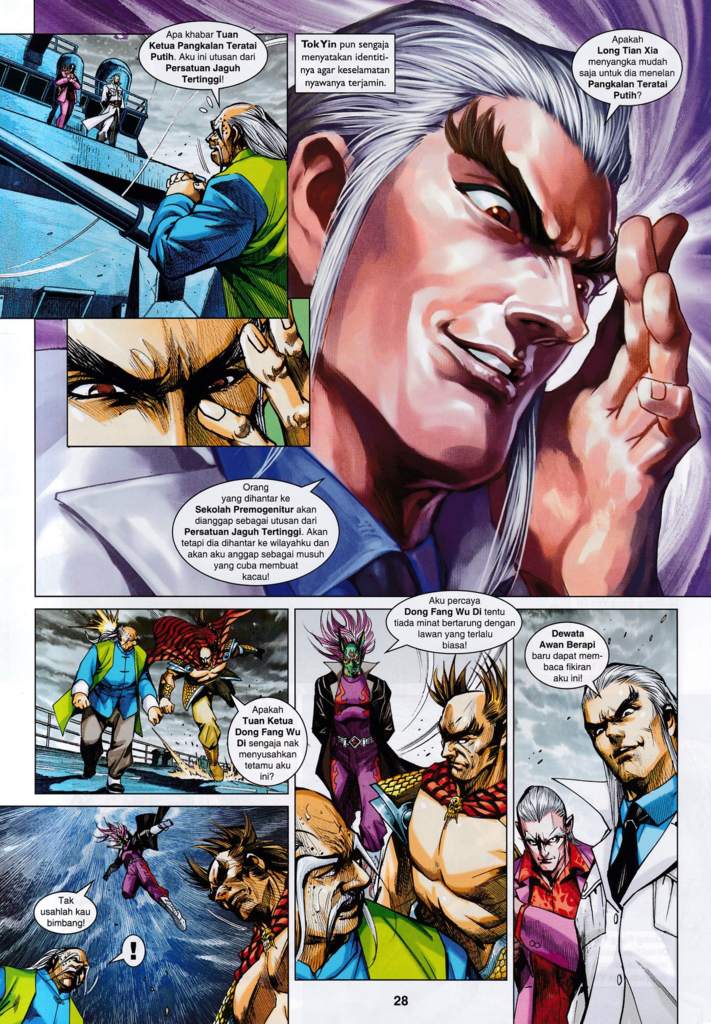 Apa khabar Tuan
Ketua Pangkalan Teratai
Putih. Aku ini utusan dari
Persatuan Jaguh
Tertinggi!
Tok Yin pun sengaja
menyatakan identiti-
nya agar keselamatan
nyawanya terjamin.
Apakah
Long Tian Xia
menyangka mudah
saja untuk dia menelan
Pangkalan Teratai
Putih?
Orang
yang dihantar ke
Sekolah Premogenitur akan
dianggap sebagai utusan dari
Persatuan Jaguh Tertinggi. Akan
tetapi dia dihantar ke wilayahku dan
akan aku anggap sebagai musuh
yang cuba membuat
kacau!
Apakah
Tuan Ketua
Dong Fang Wu
Di sengaja nak
menyusahkan
tetamu aku
ini?
Aku percaya
Dong Fang Wu Di tentu
tiada minat bertarung dengan
lawan yang terlalu
biasa!
Dewata
Awan Berapi
baru dapat mem-
baca fikiran
aku ini!
Tak
usahlah kau
bimbang!
!
28